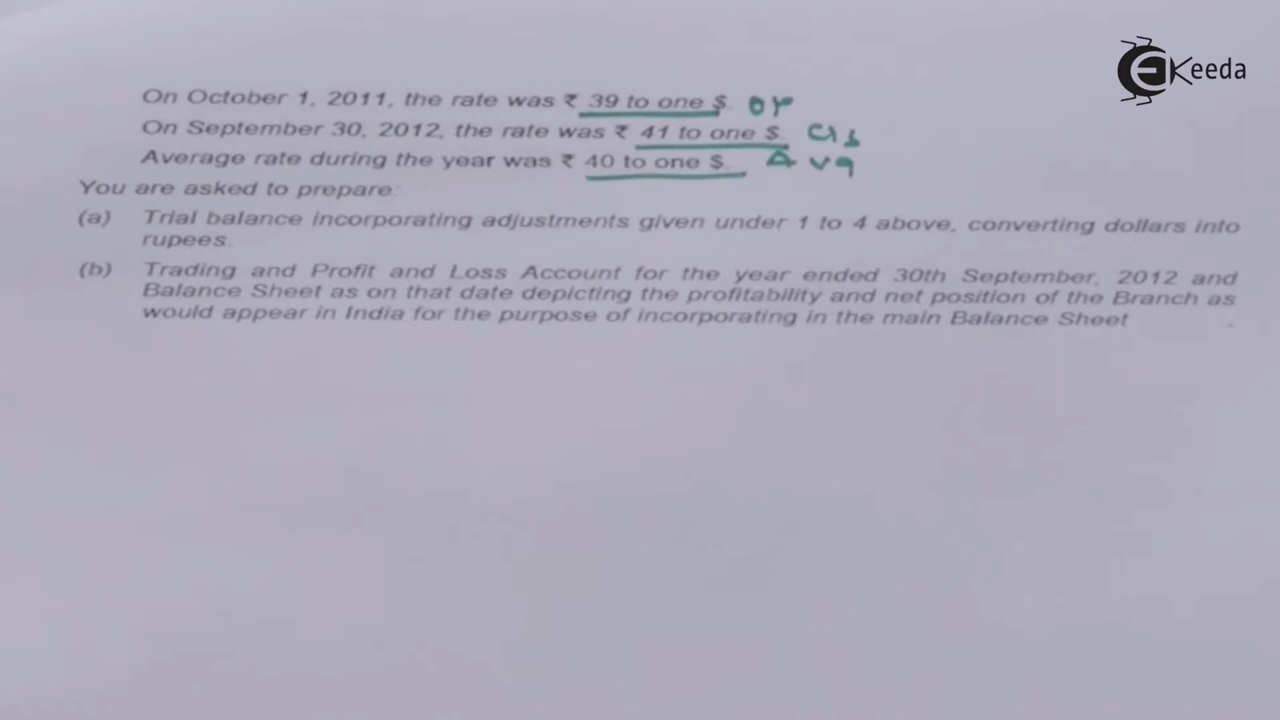 EKeeda
On October 1, 2011, the rate was ₹ 39 to one $. op
On September 30, 2012, the rate was ₹ 41 to one $. Cls
Average rate during the year was ₹ 40 to one $. Avg
You are asked to prepare:
(a) Trial balance incorporating adjustments given under 1 to 4 above, converting dollars into
rupees.
(b) Trading and Profit and Loss Account for the year ended 30th September, 2012 and
Balance Sheet as on that date depicting the profitability and net position of the Branch as
would appear in India for the purpose of incorporating in the main Balance Sheet